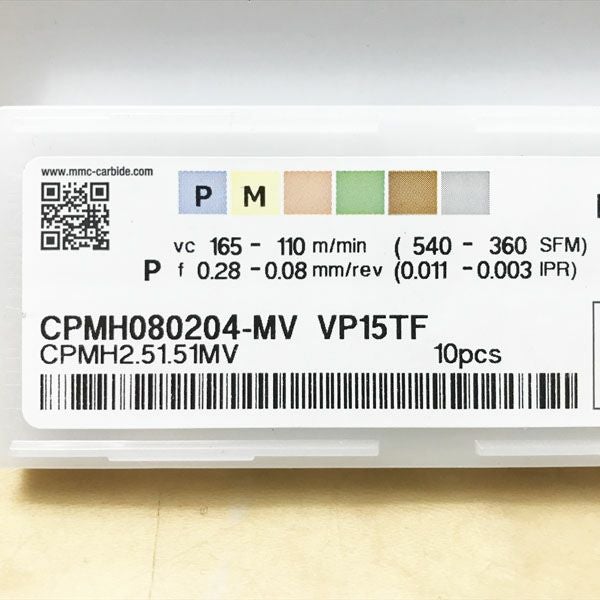 www.mmc-carbide.com
P M
vc 165 - 110 m/min ( 540 - 360 SFM)
P f 0.28 - 0.08 mm/rev (0.011 - 0.003 IPR)
CPMH080204-MV VP15TF
CPMH2.51.51MV 10pcs